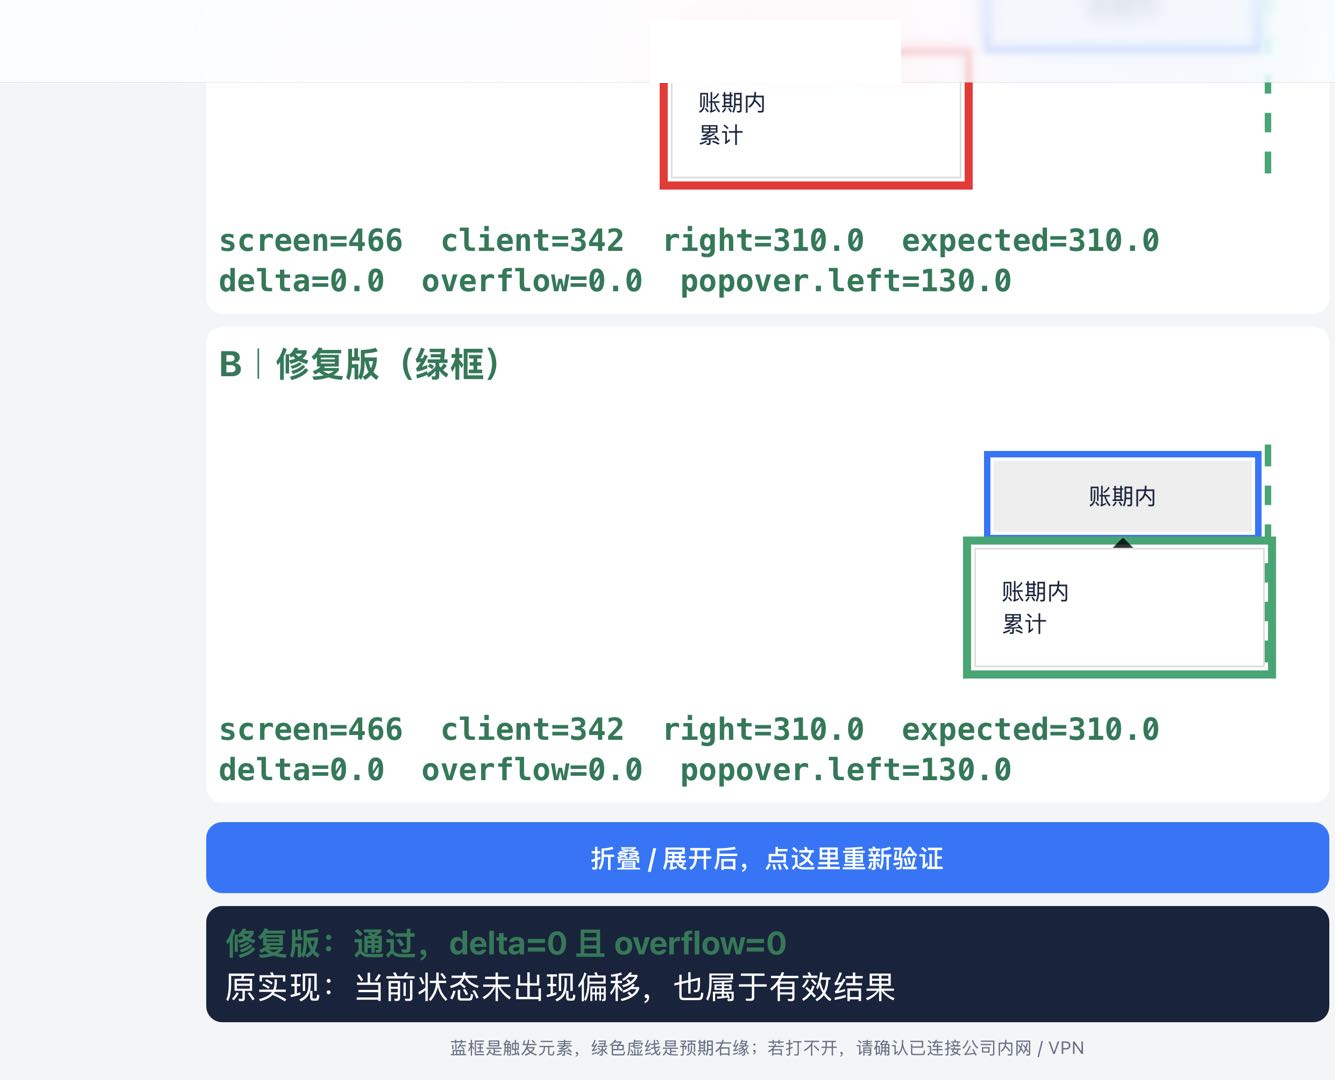 账期内
累计
screen=466 client=342 right=310.0 expected=310.0
delta=0.0 overflow=0.0 popover.left=130.0
B｜修复版（绿框）
账期内
账期内
累计
screen=466 client=342 right=310.0 expected=310.0
delta=0.0 overflow=0.0 popover.left=130.0
折叠 / 展开后，点这里重新验证
修复版：通过，delta=0 且 overflow=0
原实现：当前状态未出现偏移，也属于有效结果
蓝框是触发元素，绿色虚线是预期右缘；若打不开，请确认已连接公司内网 / VPN